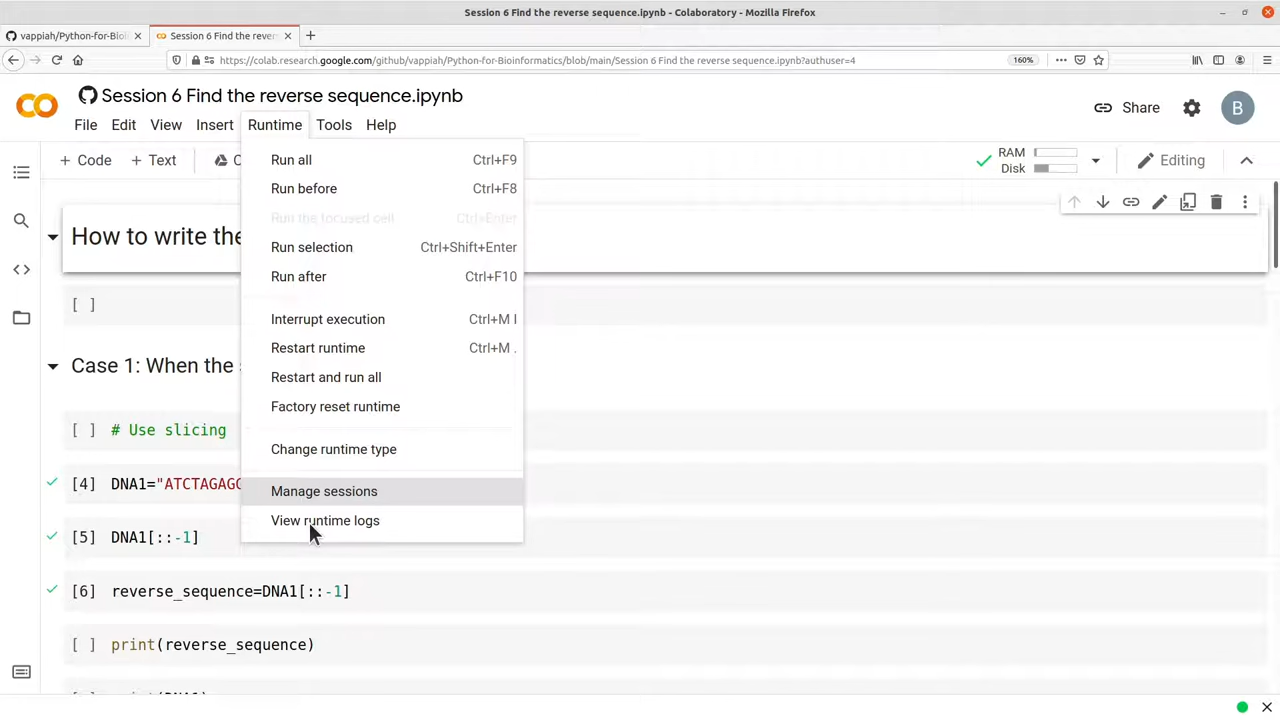 Session 6 Find the reverse sequence.ipynb - Colaboratory - Mozilla Firefox
vappiah/Python-for-Bioin
Session 6 Find the rever
https://colab.research.google.com/github/vappiah/Python-for-Bioinformatics/blob/main/Session 6 Find the reverse sequence.ipynb?authuser=4
160%
Session 6 Find the reverse sequence.ipynb
Share
B
File Edit View Insert Runtime Tools Help
+ Code + Text
C
RAM
Disk
Editing
Run all Ctrl+F9
Run before Ctrl+F8
Run the focused cell Ctrl+Enter
Run selection Ctrl+Shift+Enter
Run after Ctrl+F10
Interrupt execution Ctrl+M I
Restart runtime Ctrl+M .
Restart and run all
Factory reset runtime
Change runtime type
Manage sessions
View runtime logs
How to write the
[ ]
Case 1: When the
[ ] # Use slicing
[4] DNA1="ATCTAGAG
[5] DNA1[::-1]
[6] reverse_sequence=DNA1[::-1]
[ ] print(reverse_sequence)